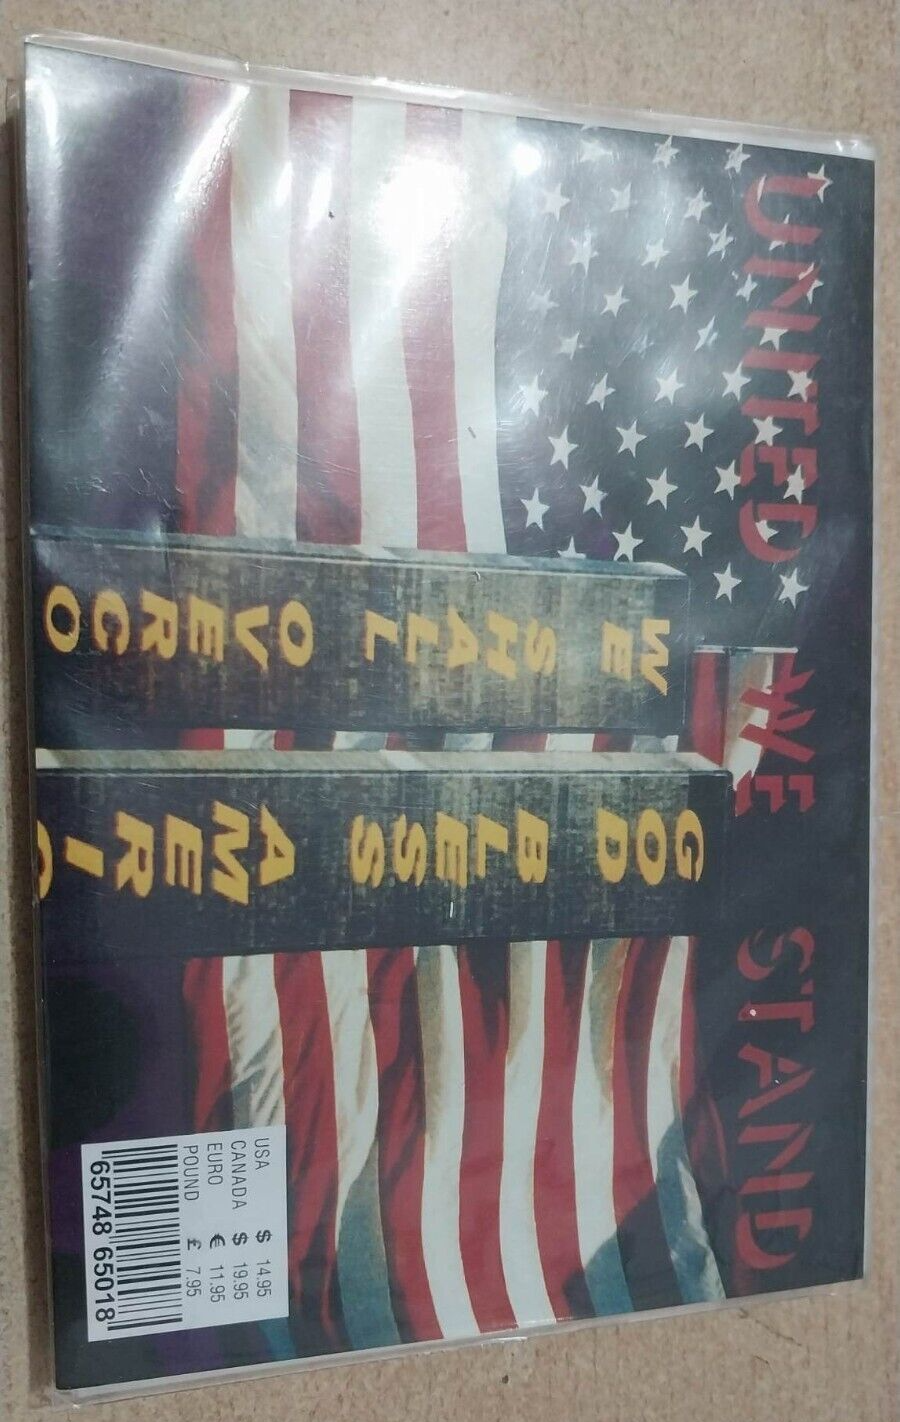 UNITED WE STAND
WE SHALL OVERCO
GOD BLESS AMERIC
USA $ 14.95
CANADA $ 19.95
EURO € 11.95
POUND £ 7.95
65748 65018